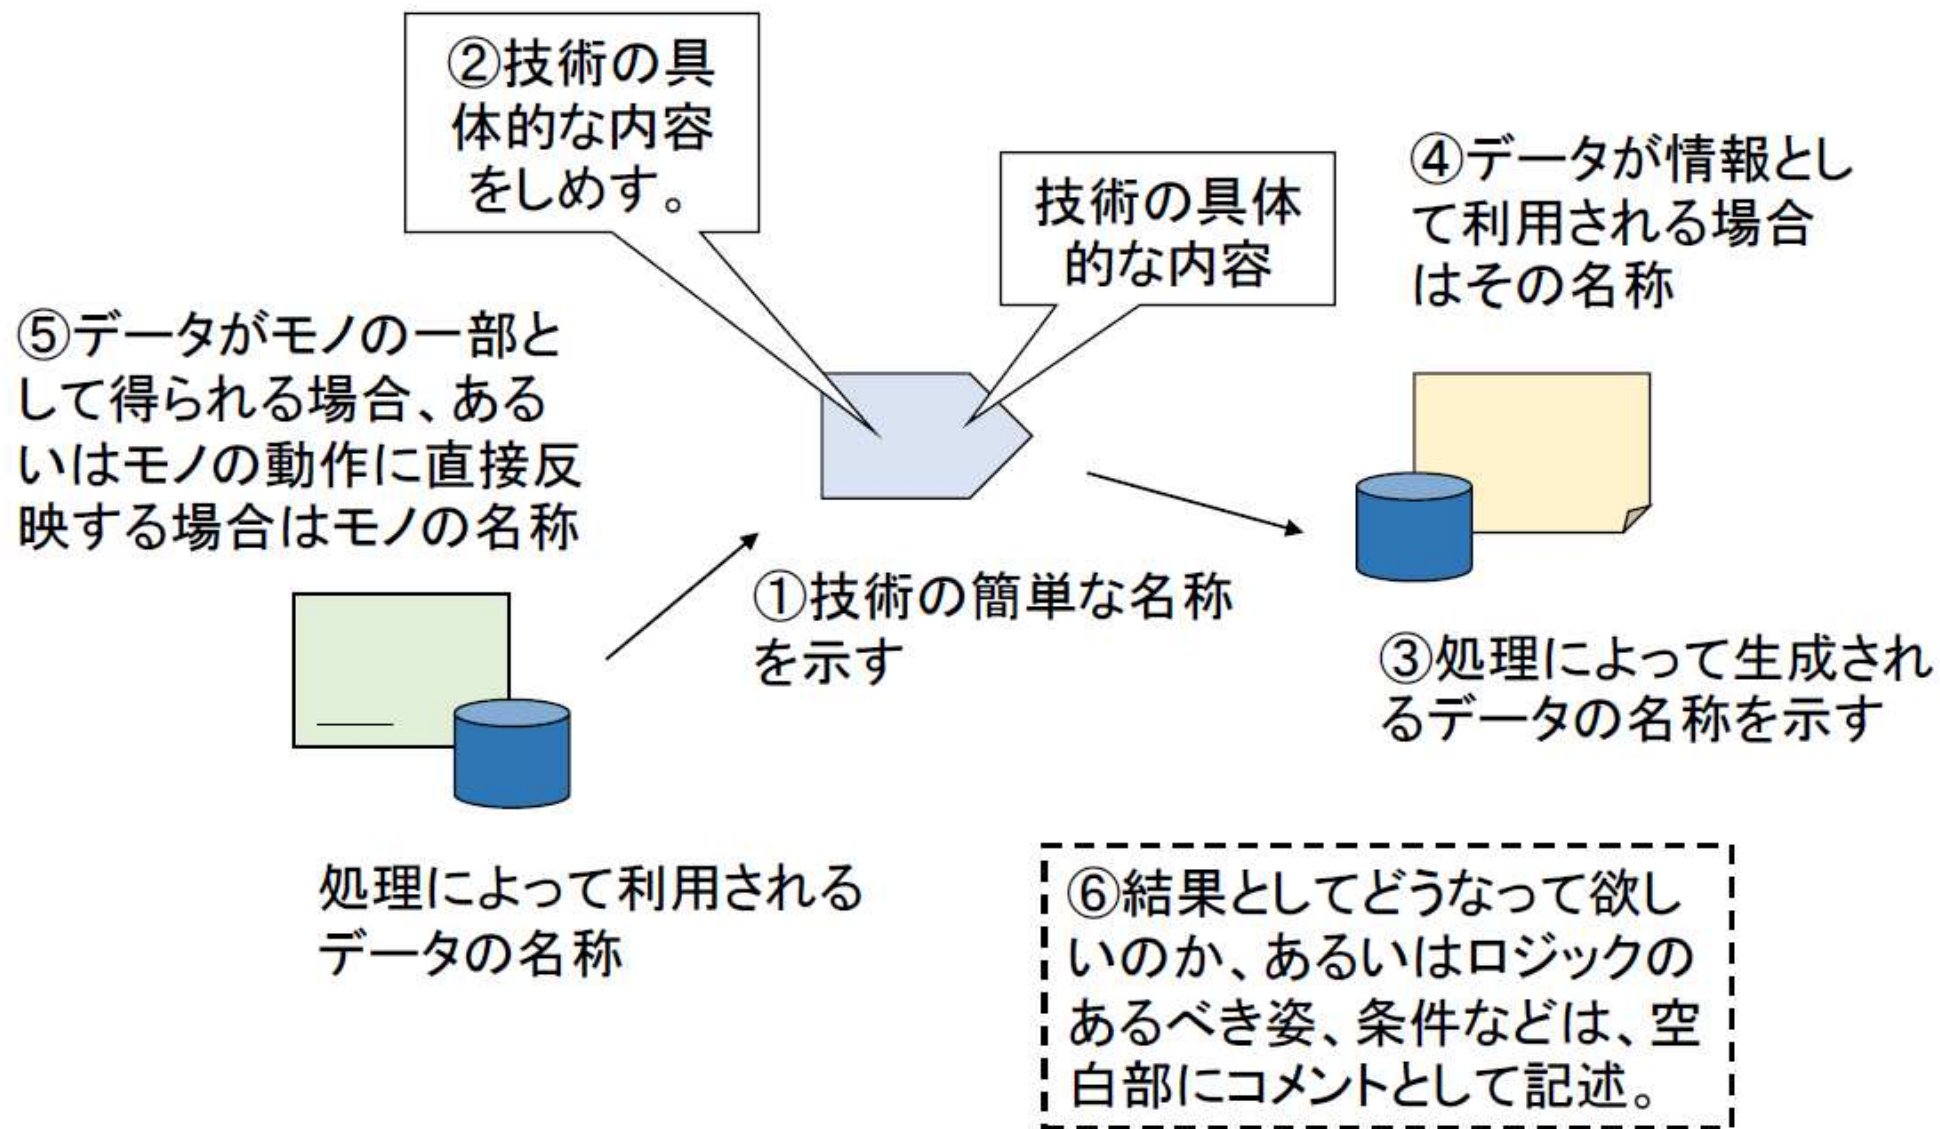 ②技術の具
体的な内容
をしめす。
技術の具体
的な内容
④データが情報とし
て利用される場合
はその名称
⑤データがモノの一部と
して得られる場合、ある
いはモノの動作に直接反
映する場合はモノの名称
①技術の簡単な名称
を示す
③処理によって生成され
るデータの名称を示す
処理によって利用される
データの名称
⑥結果としてどうなって欲し
いのか、あるいはロジックの
あるべき姿、条件などは、空
白部にコメントとして記述。